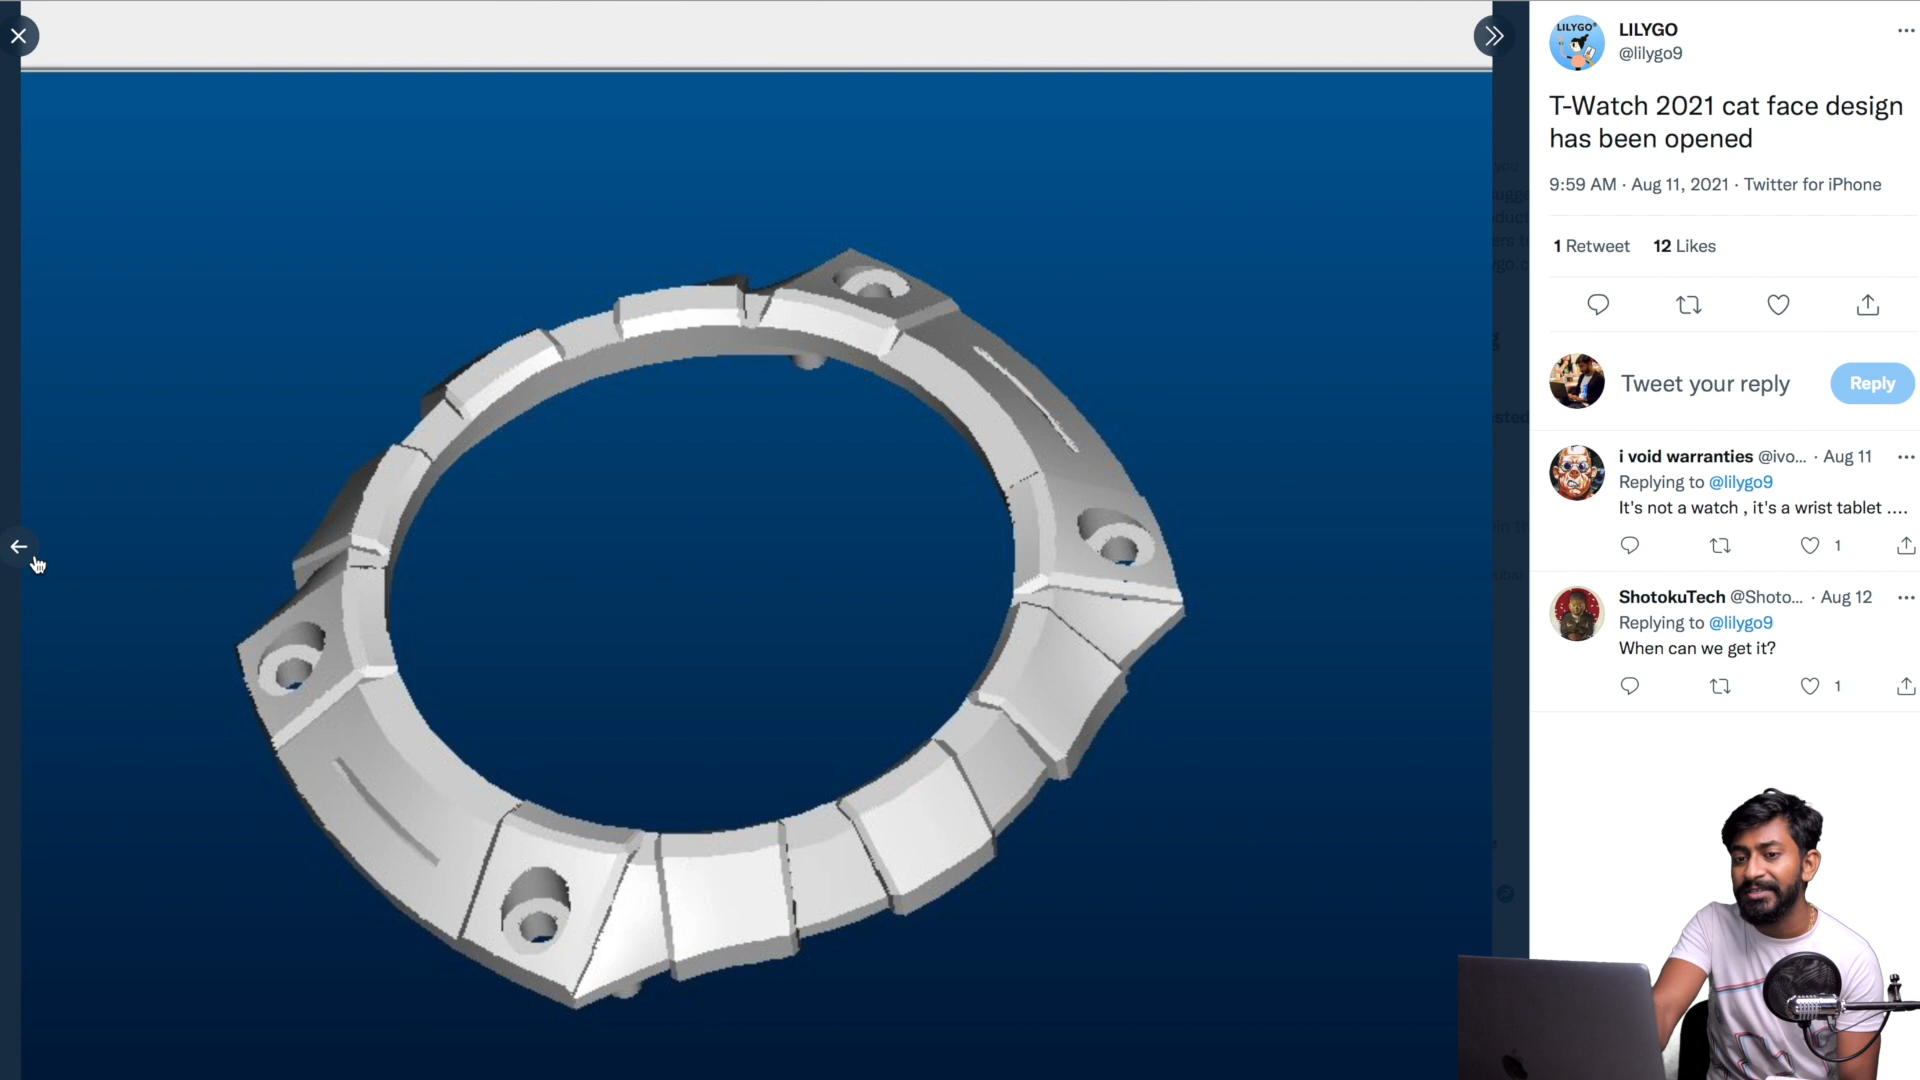 LILYGO
LILYGO
@lilygo9
T-Watch 2021 cat face design
has been opened
9:59 AM · Aug 11, 2021 · Twitter for iPhone
1 Retweet 12 Likes
Tweet your reply
Reply
i void warranties @ivo... · Aug 11
Replying to @lilygo9
It's not a watch , it's a wrist tablet ....
1
ShotokuTech @Shoto... · Aug 12
Replying to @lilygo9
When can we get it?
1